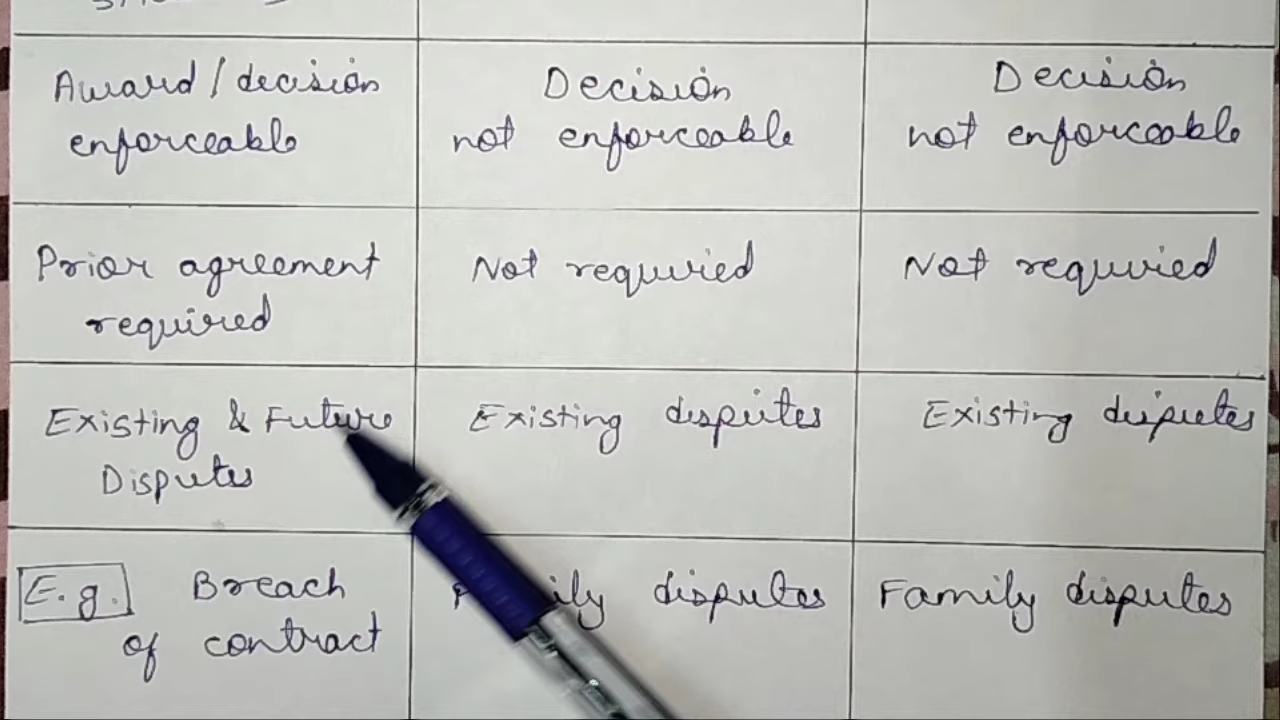 Award / decision
enforceable
Decision
not enforceable
Decision
not enforceable
Prior agreement
required
Not required
Not required
Existing & Future
Disputes
Existing disputes
Existing disputes
E.g. Breach
of contract
disputes
Family disputes